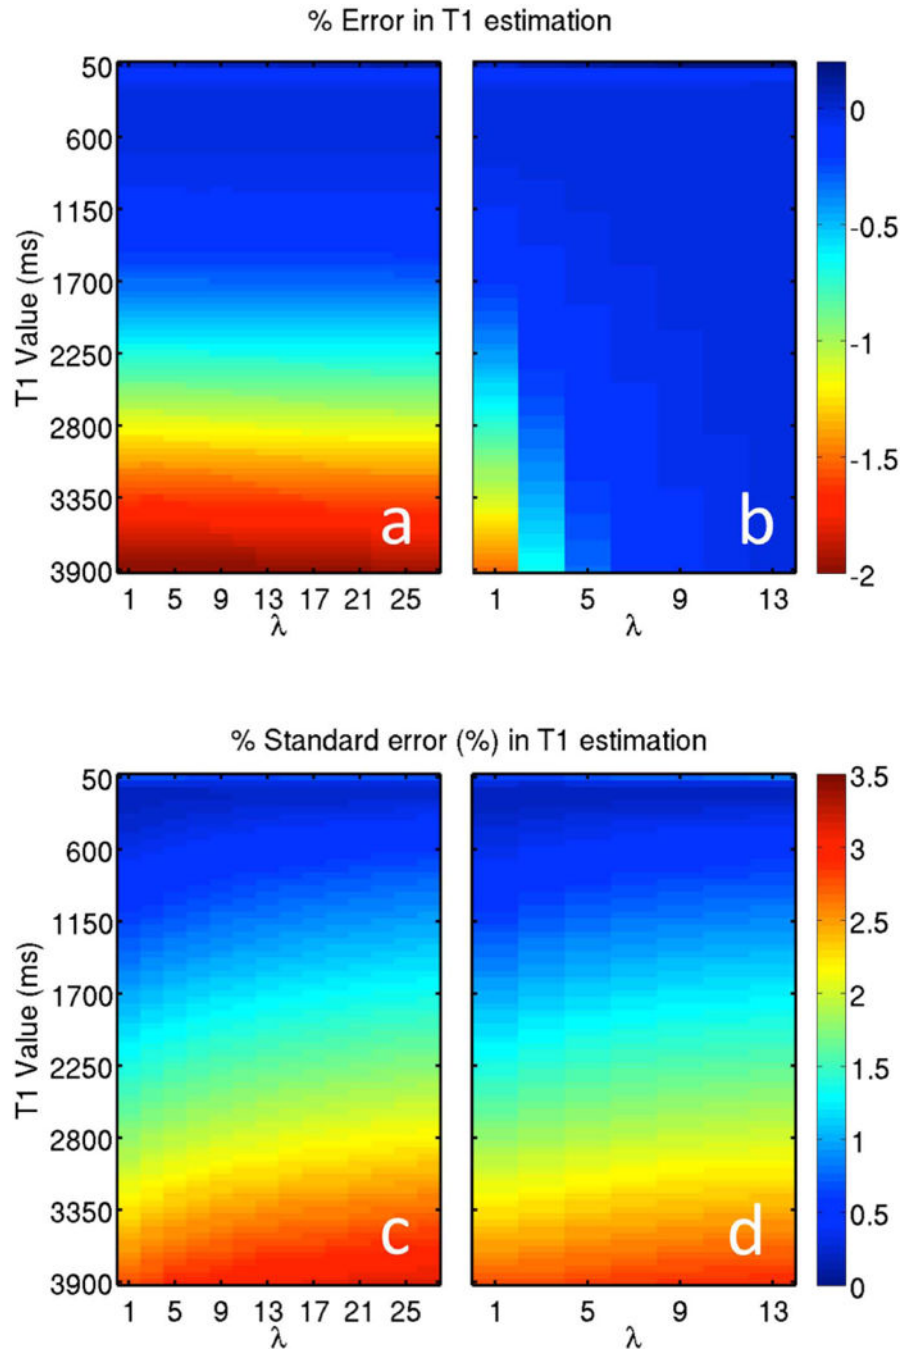 % Error in T1 estimation
T1 Value (ms)
50
600
1150
1700
2250
2800
3350
3900
a
b
0
-0.5
-1
-1.5
-2
1 5 9 13 17 21 25
λ
1 5 9 13
λ
% Standard error (%) in T1 estimation
T1 Value (ms)
50
600
1150
1700
2250
2800
3350
3900
c
d
3.5
3
2.5
2
1.5
1
0.5
0
1 5 9 13 17 21 25
λ
1 5 9 13
λ